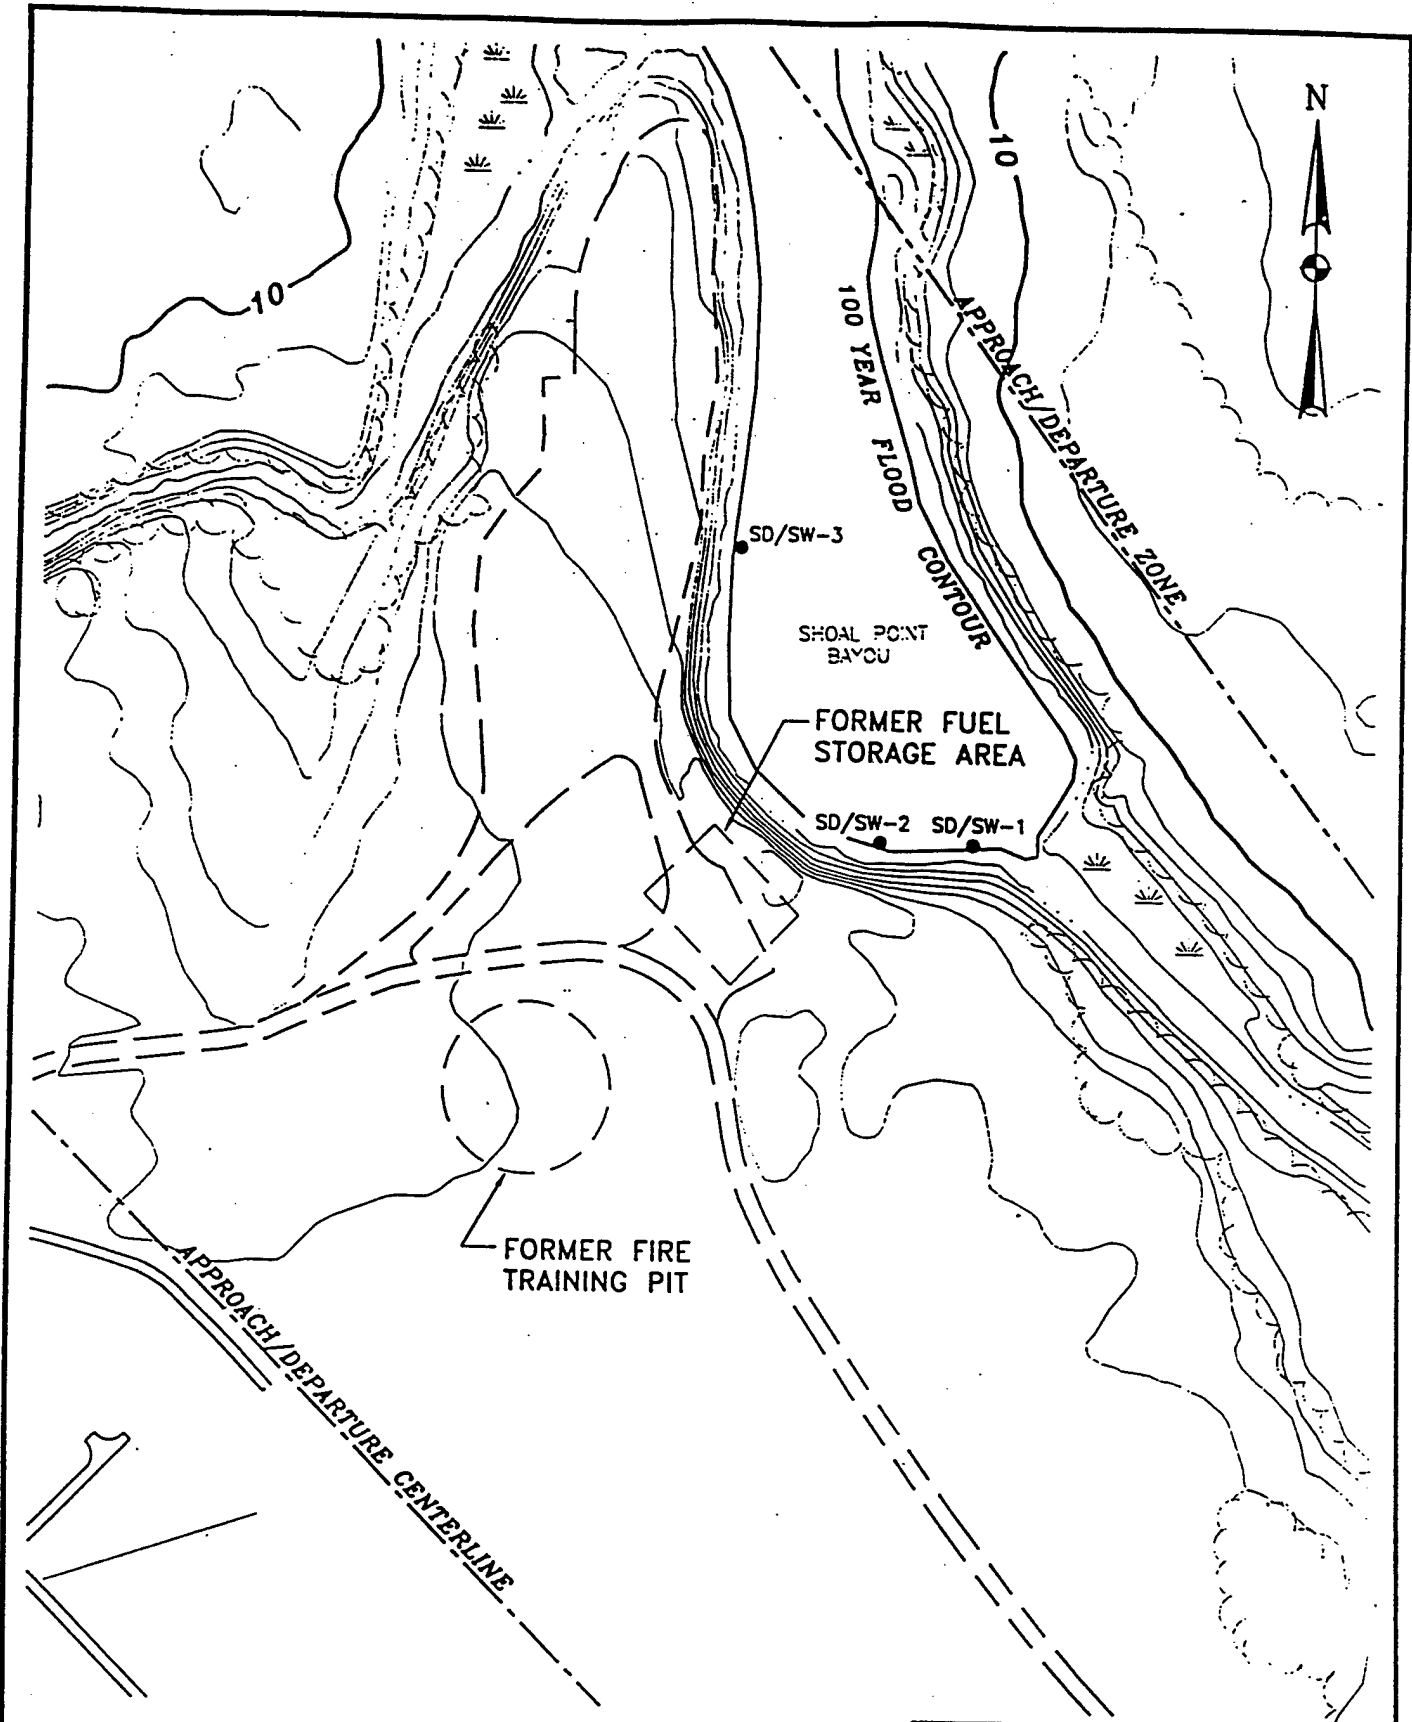 N
10
10
APPROACH/DEPARTURE ZONE
100 YEAR FLOOD CONTOUR
SD/SW-3
SHOAL POINT
BAYOU
FORMER FUEL
STORAGE AREA
SD/SW-2 SD/SW-1
FORMER FIRE
TRAINING PIT
APPROACH/DEPARTURE CENTERLINE